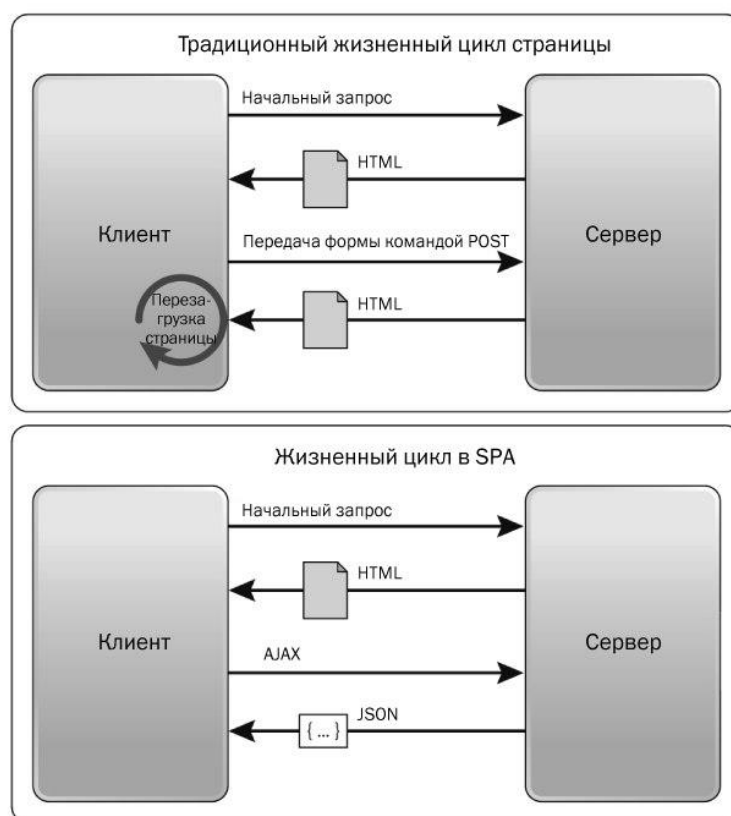 Традиционный жизненный цикл страницы
Начальный запрос
HTML
Клиент
Сервер
Передача формы командой POST
Переза-
грузка
страницы
HTML
Жизненный цикл в SPA
Начальный запрос
HTML
Клиент
Сервер
AJAX
JSON
{ ... }